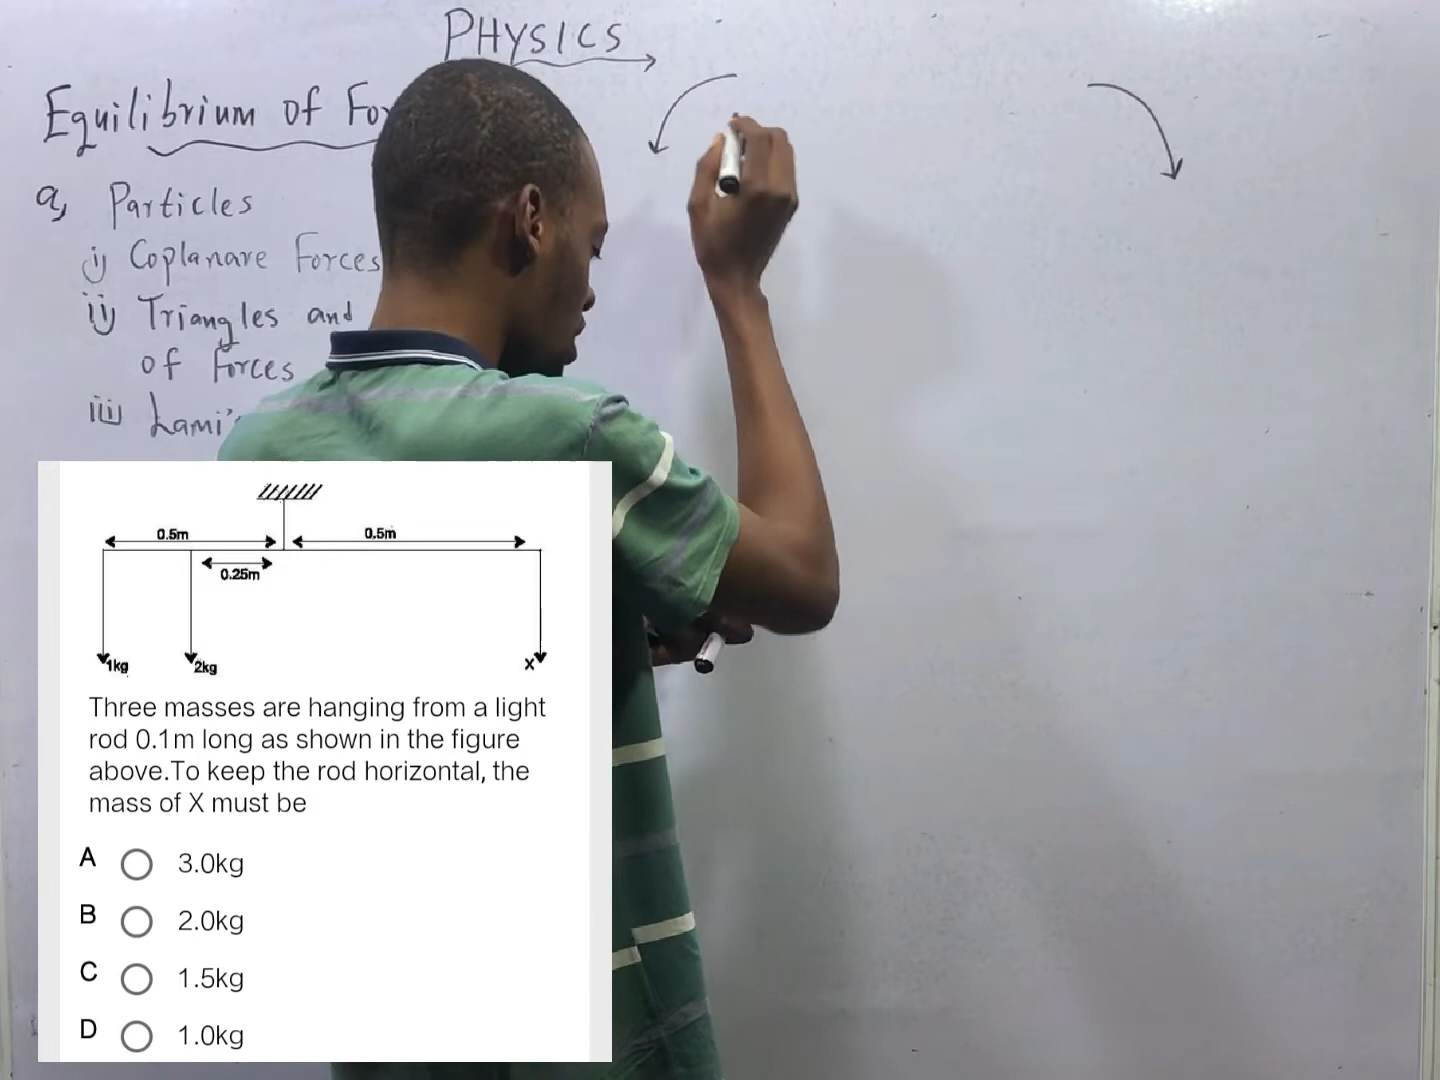 PHYSICS
Equilibrium of
a, Particles
i) Coplanare Forces
ii) Triangles and
of Forces
iii) Lami's
0.5m
0.5m
0.25m
1kg
2kg
X
Three masses are hanging from a light
rod 0.1m long as shown in the figure
above.To keep the rod horizontal, the
mass of X must be
A 3.0kg
B 2.0kg
C 1.5kg
D 1.0kg